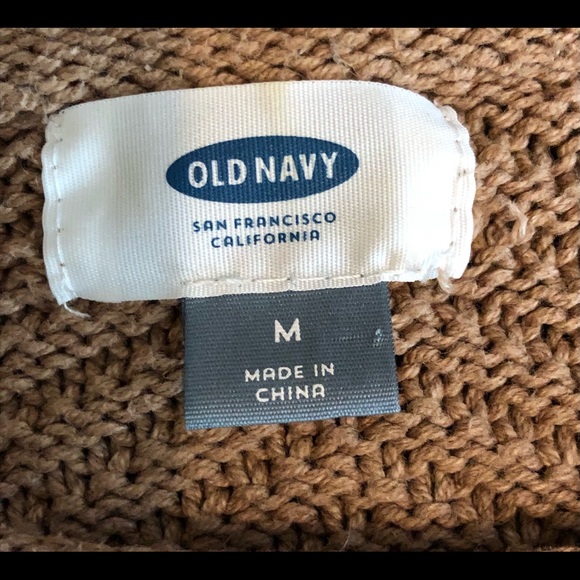 OLD NAVY
SAN FRANCISCO
CALIFORNIA
M
MADE IN
CHINA